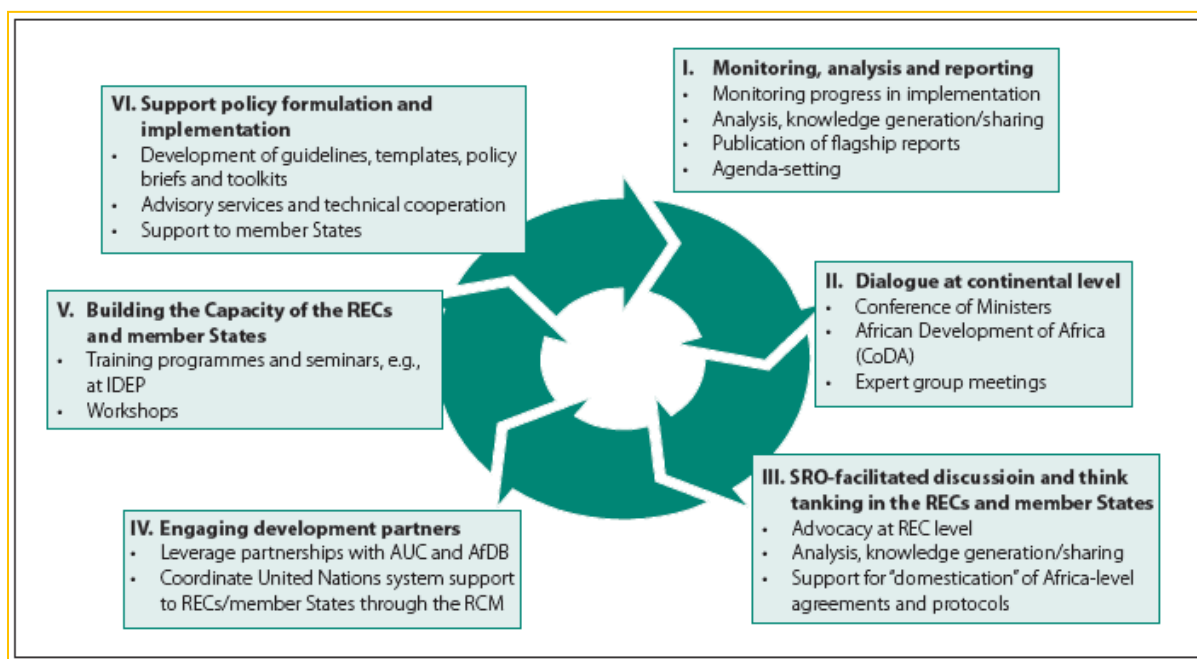 I. Monitoring, analysis and reporting
• Monitoring progress in implementation
• Analysis, knowledge generation/sharing
• Publication of flagship reports
• Agenda-setting
II. Dialogue at continental level
• Conference of Ministers
• African Development of Africa
(CoDA)
• Expert group meetings
III. SRO-facilitated discussioin and think
tanking in the RECs and member States
• Advocacy at REC level
• Analysis, knowledge generation/sharing
• Support for “domestication” of Africa-level
agreements and protocols
IV. Engaging development partners
• Leverage partnerships with AUC and AfDB
• Coordinate United Nations system support
to RECs/member States through the RCM
V. Building the Capacity of the RECs
and member States
• Training programmes and seminars, e.g.,
at IDEP
• Workshops
VI. Support policy formulation and
implementation
• Development of guidelines, templates, policy
briefs and toolkits
• Advisory services and technical cooperation
• Support to member States